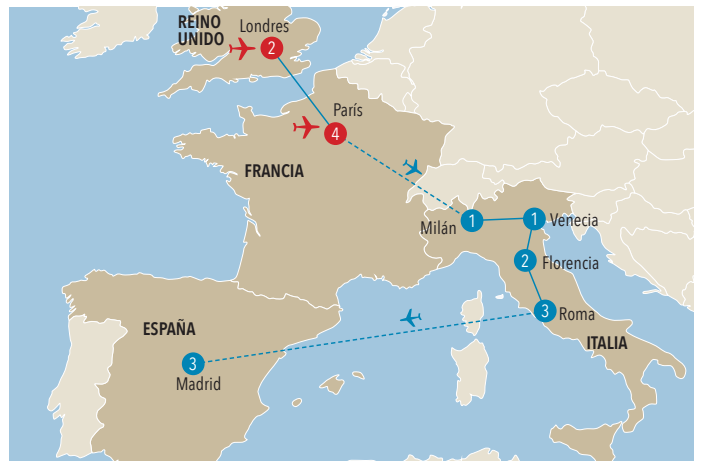 REINO
UNIDO
Londres
2
París
4
FRANCIA
Milán
1
1
Venecia
2
Florencia
3
Roma
ITALIA
ESPAÑA
3
Madrid